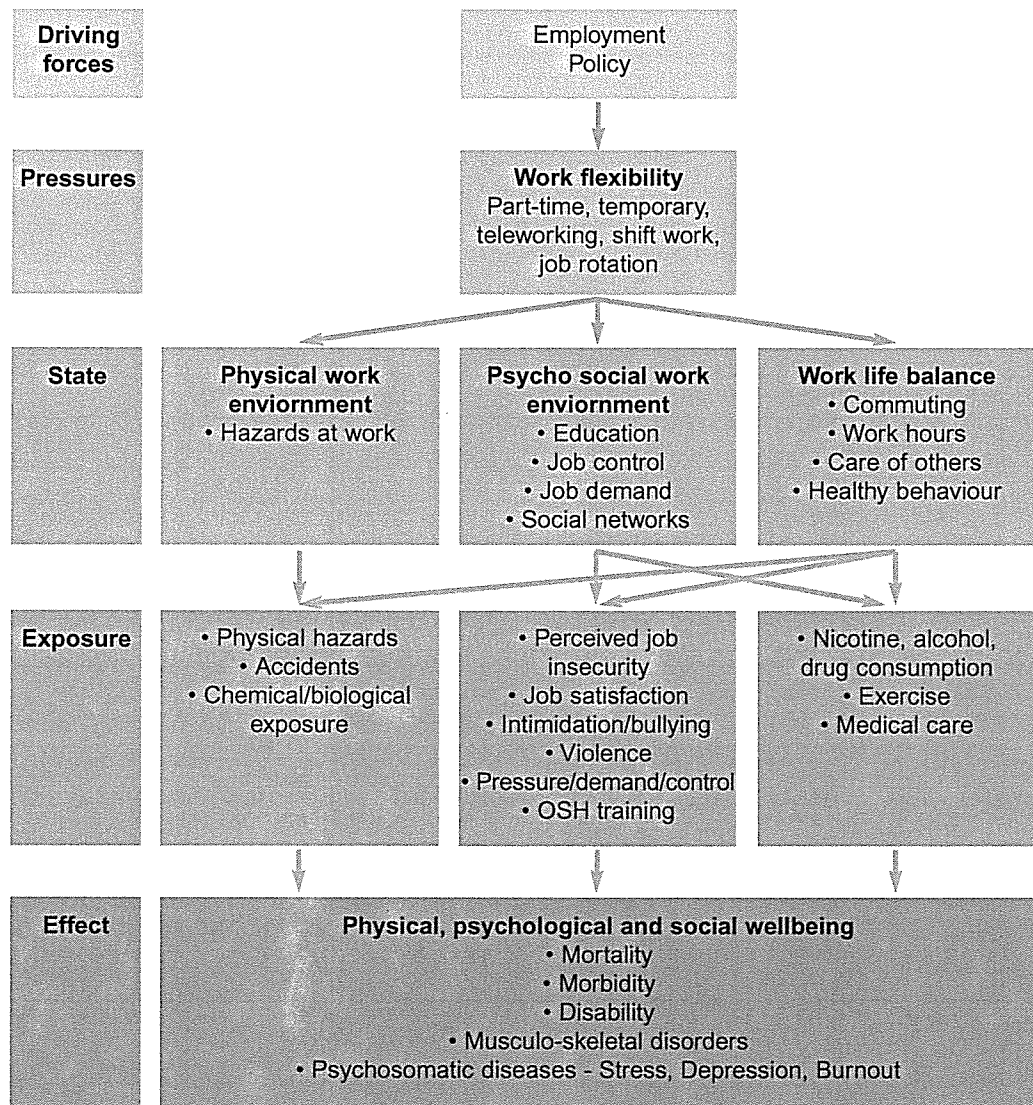 Driving
forces
Employment
Policy
Pressures
Work flexibility
Part-time, temporary,
teleworking, shift work,
job rotation
State
Physical work
enviornment
• Hazards at work
Psycho social work
enviornment
• Education
• Job control
• Job demand
• Social networks
Work life balance
• Commuting
• Work hours
• Care of others
• Healthy behaviour
Exposure
• Physical hazards
• Accidents
• Chemical/biological
exposure
• Perceived job
insecurity
• Job satisfaction
• Intimidation/bullying
• Violence
• Pressure/demand/control
• OSH training
• Nicotine, alcohol,
drug consumption
• Exercise
• Medical care
Effect
Physical, psychological and social wellbeing
• Mortality
• Morbidity
• Disability
• Musculo-skeletal disorders
• Psychosomatic diseases - Stress, Depression, Burnout